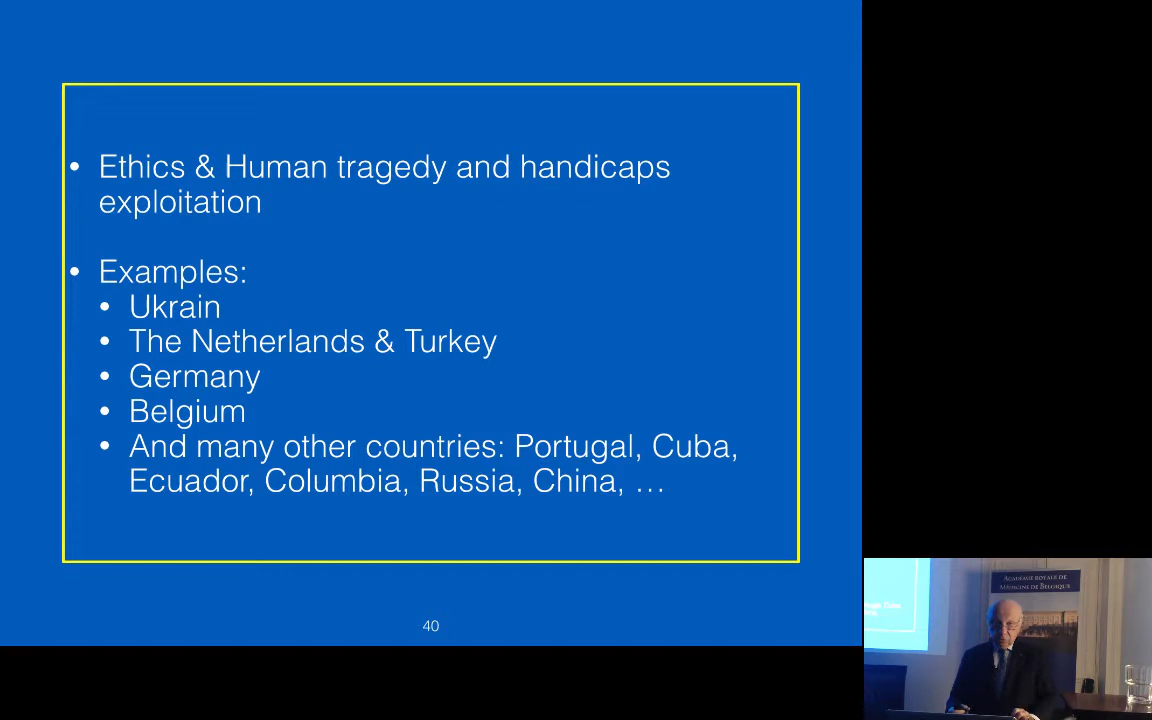 • Ethics & Human tragedy and handicaps
exploitation
• Examples:
• Ukrain
• The Netherlands & Turkey
• Germany
• Belgium
• And many other countries: Portugal, Cuba,
Ecuador, Columbia, Russia, China, …
40
ACADÉMIE ROYALE DE
MÉDECINE DE BELGIQUE